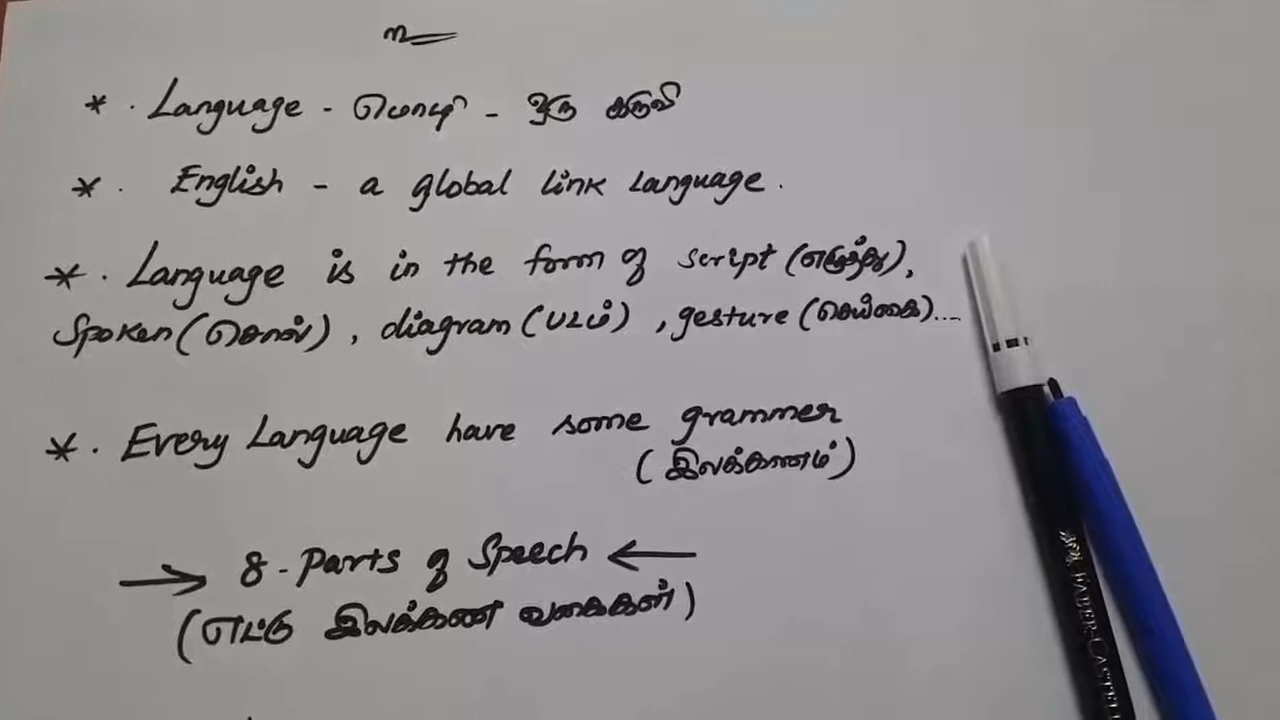 உ
* . Language - மொழி - ஒரு கருவி
* . English - a global link Language .
* . Language is in the form of script (எழுத்து),
Spoken (சொல்) , diagram (படம்) , gesture (செய்கை)....
* . Every Language have some grammer
(இலக்கணம்)
→ 8 - Parts of Speech ←
(எட்டு இலக்கண வகைகள்)
FABER-CASTELL